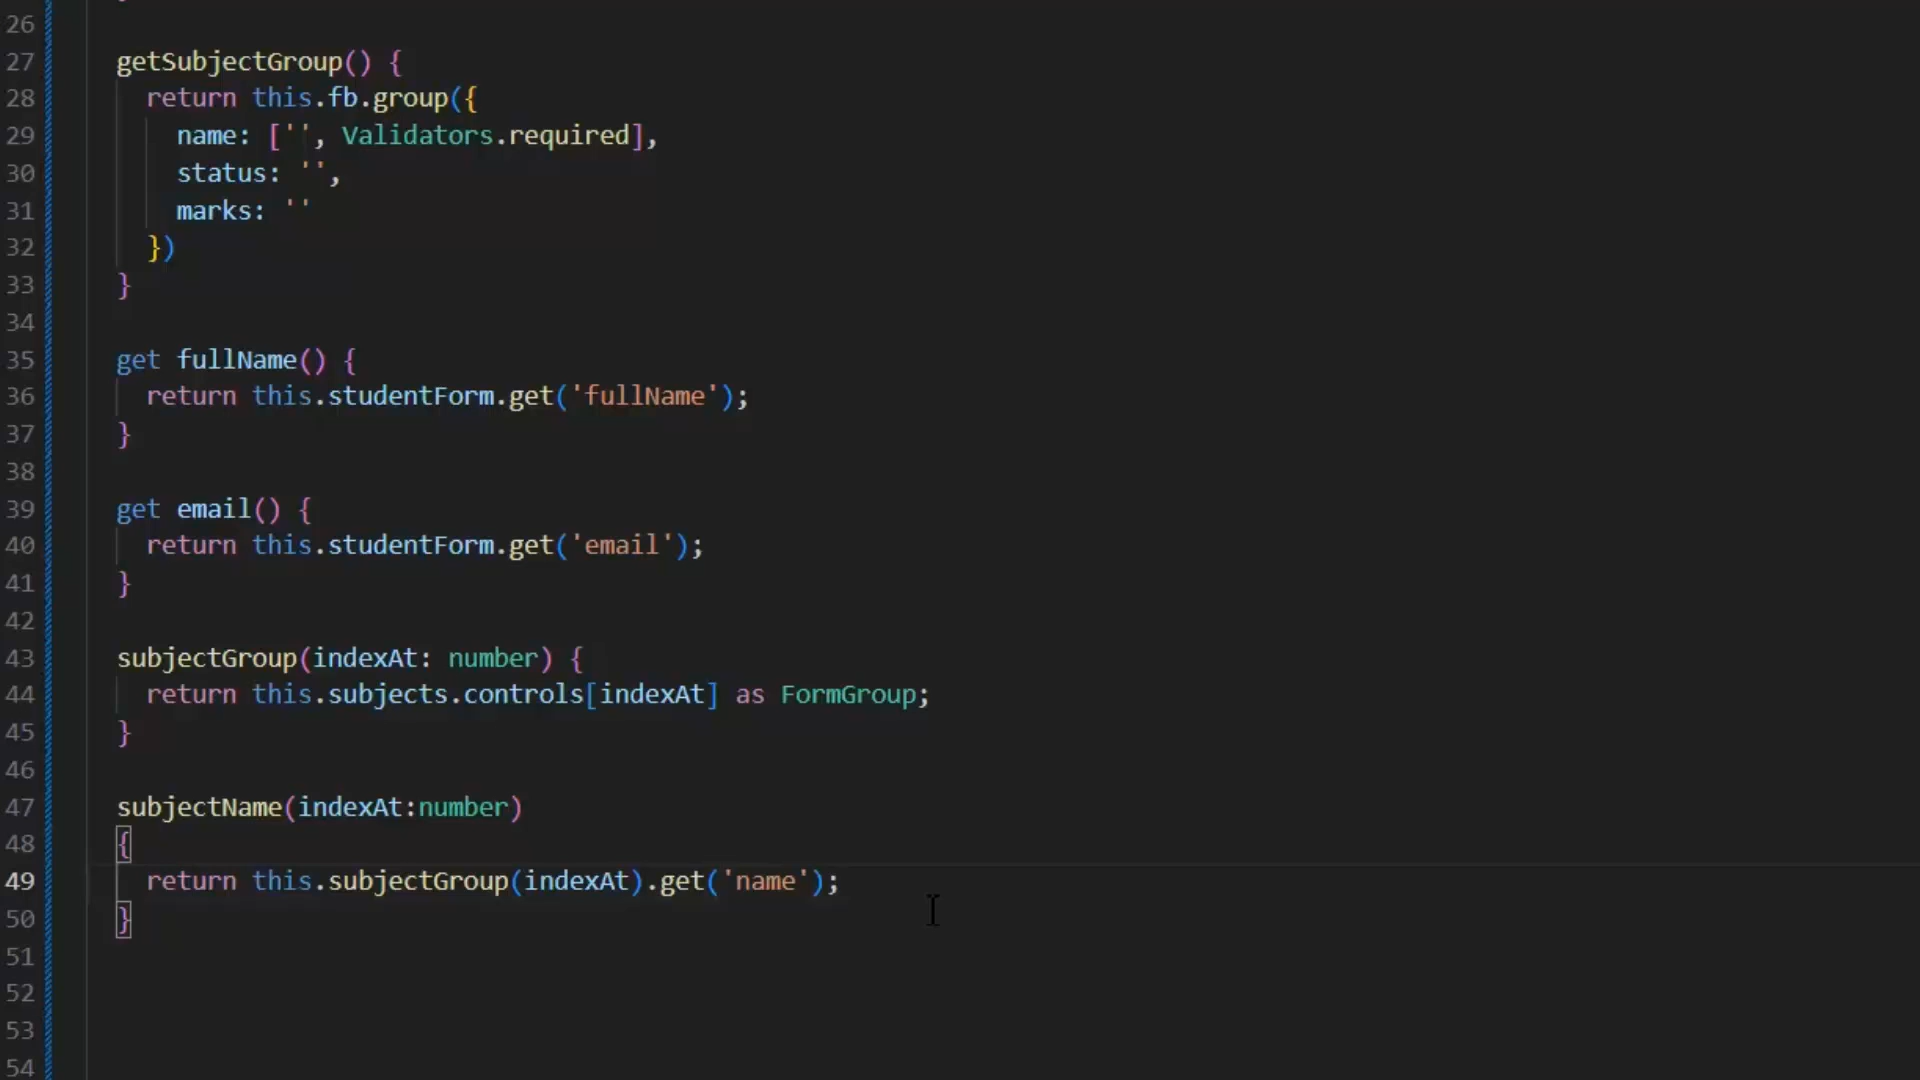 26
27 getSubjectGroup() {
28 return this.fb.group({
29 name: ['', Validators.required],
30 status: '',
31 marks: ''
32 })
33 }
34
35 get fullName() {
36 return this.studentForm.get('fullName');
37 }
38
39 get email() {
40 return this.studentForm.get('email');
41 }
42
43 subjectGroup(indexAt: number) {
44 return this.subjects.controls[indexAt] as FormGroup;
45 }
46
47 subjectName(indexAt:number)
48 {
49 return this.subjectGroup(indexAt).get('name');
50 }
51
52
53
54